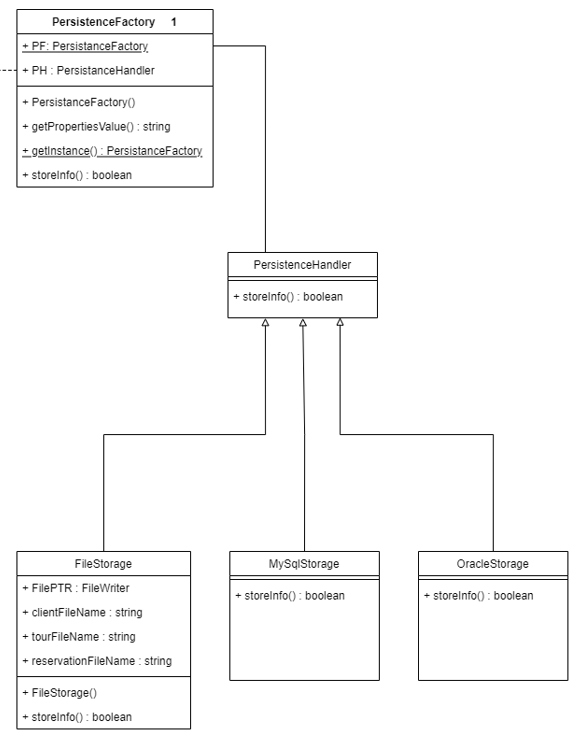 PersistenceFactory 1
+ PF: PersistanceFactory
+ PH : PersistanceHandler
+ PersistanceFactory()
+ getPropertiesValue() : string
+ getInstance() : PersistanceFactory
+ storeInfo() : boolean
PersistenceHandler
+ storeInfo() : boolean
FileStorage
+ FilePTR : FileWriter
+ clientFileName : string
+ tourFileName : string
+ reservationFileName : string
+ FileStorage()
+ storeInfo() : boolean
MySqlStorage
+ storeInfo() : boolean
OracleStorage
+ storeInfo() : boolean